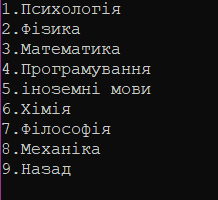 1.Психологія
2.Фізика
3.Математика
4.Програмування
5.іноземні мови
6.Хімія
7.Філософія
8.Механіка
9.Назад